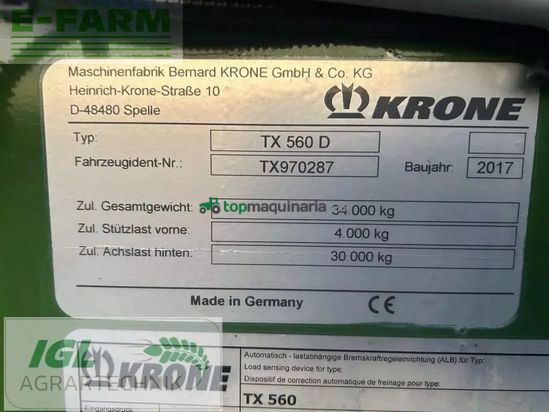 E-FARM
Maschinenfabrik Bernard KRONE GmbH & Co. KG
Heinrich-Krone-Straße 10
D-48480 Spelle
KRONE
Typ: TX 560 D
Fahrzeugident-Nr.: TX970287 Baujahr: 2017
Zul. Gesamtgewicht: 34.000 kg
topmaquinaria
Zul. Stützlast vorne: 4.000 kg
Zul. Achslast hinten: 30.000 kg
Made in Germany CE
IGL
AGRARTECHNIK
KRONE
Automatisch - lastabhängige Bremskraftregeleinrichtung (ALB) für Typ:
Load sensing device for type:
Dispositif de correction automatique de freinage pour type:
TX 560
Eingangsdruck